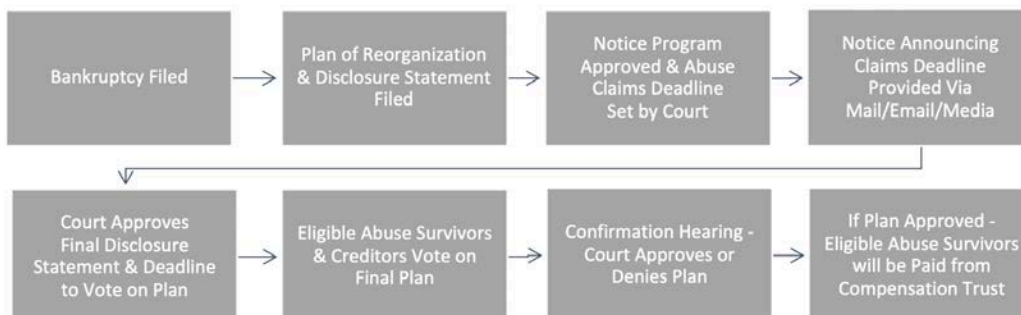 Bankruptcy Filed
Plan of Reorganization
& Disclosure Statement
Filed
Notice Program
Approved & Abuse
Claims Deadline
Set by Court
Notice Announcing
Claims Deadline
Provided Via
Mail/Email/Media
Court Approves
Final Disclosure
Statement & Deadline
to Vote on Plan
Eligible Abuse Survivors
& Creditors Vote on
Final Plan
Confirmation Hearing -
Court Approves or
Denies Plan
If Plan Approved -
Eligible Abuse Survivors
will be Paid from
Compensation Trust